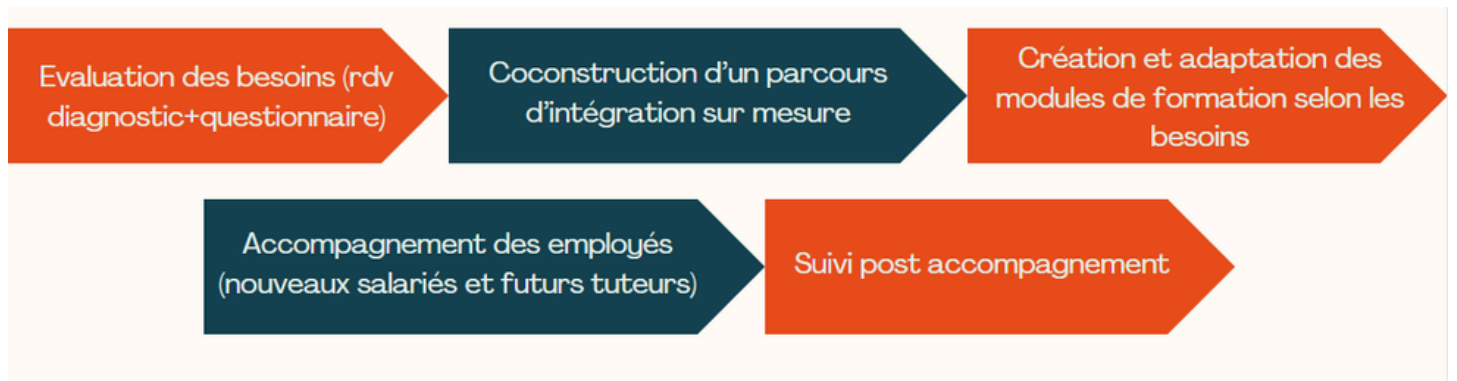 Evaluation des besoins (rdv
diagnostic+questionnaire)
Coconstruction d'un parcours
d'intégration sur mesure
Création et adaptation des
modules de formation selon les
besoins
Accompagnement des employés
(nouveaux salariés et futurs tuteurs)
Suivi post accompagnement